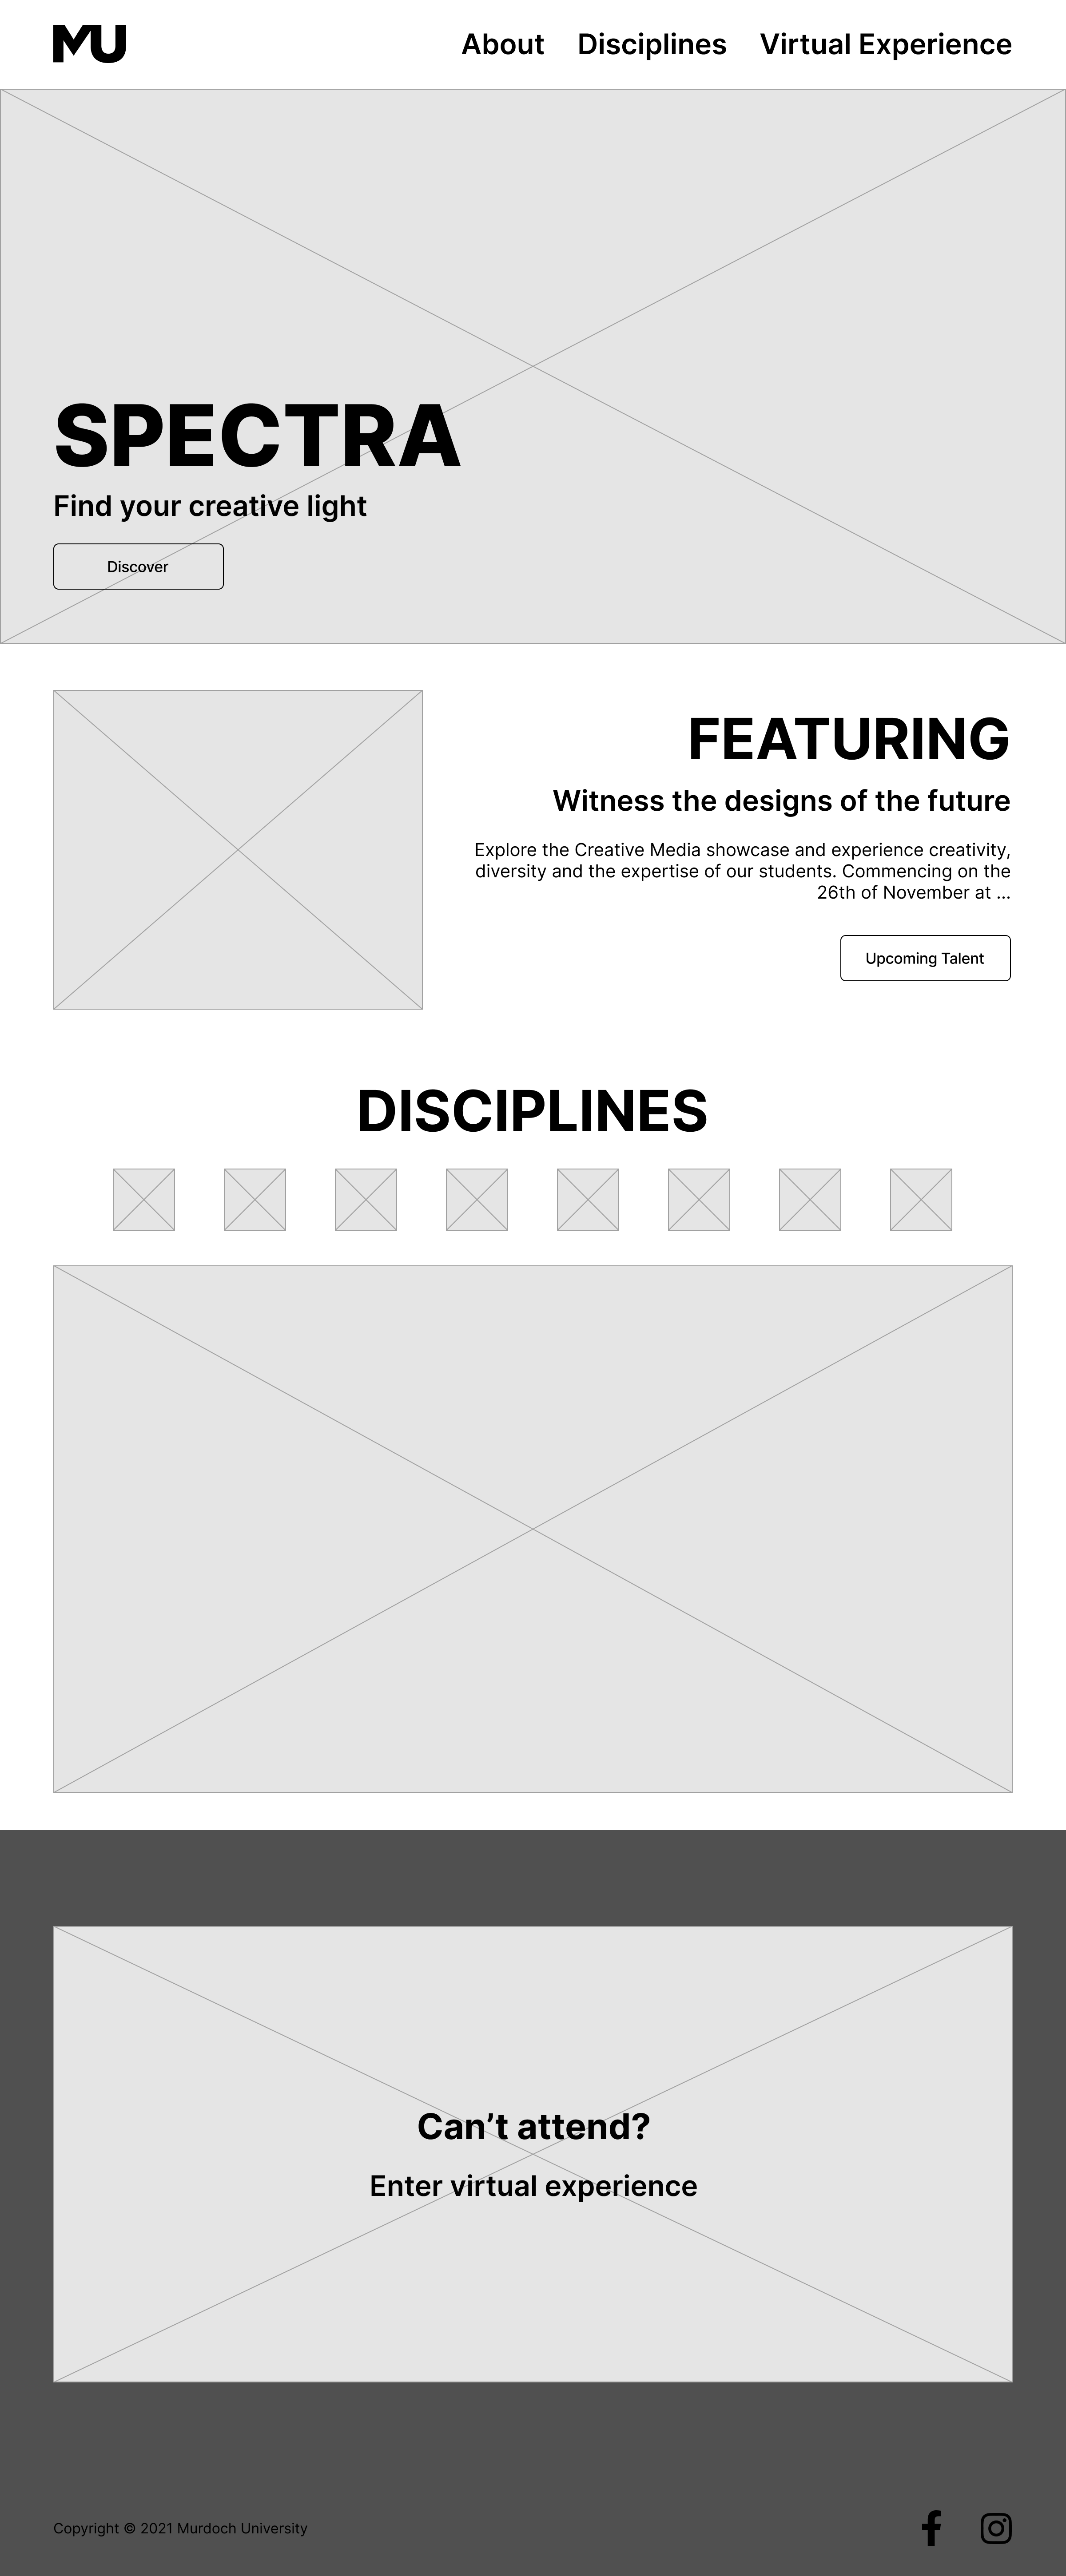 MU
About Disciplines Virtual Experience
SPECTRA
Find your creative light
Discover
FEATURING
Witness the designs of the future
Explore the Creative Media showcase and experience creativity,
diversity and the expertise of our students. Commencing on the
26th of November at ...
Upcoming Talent
DISCIPLINES
Can’t attend?
Enter virtual experience
Copyright © 2021 Murdoch University